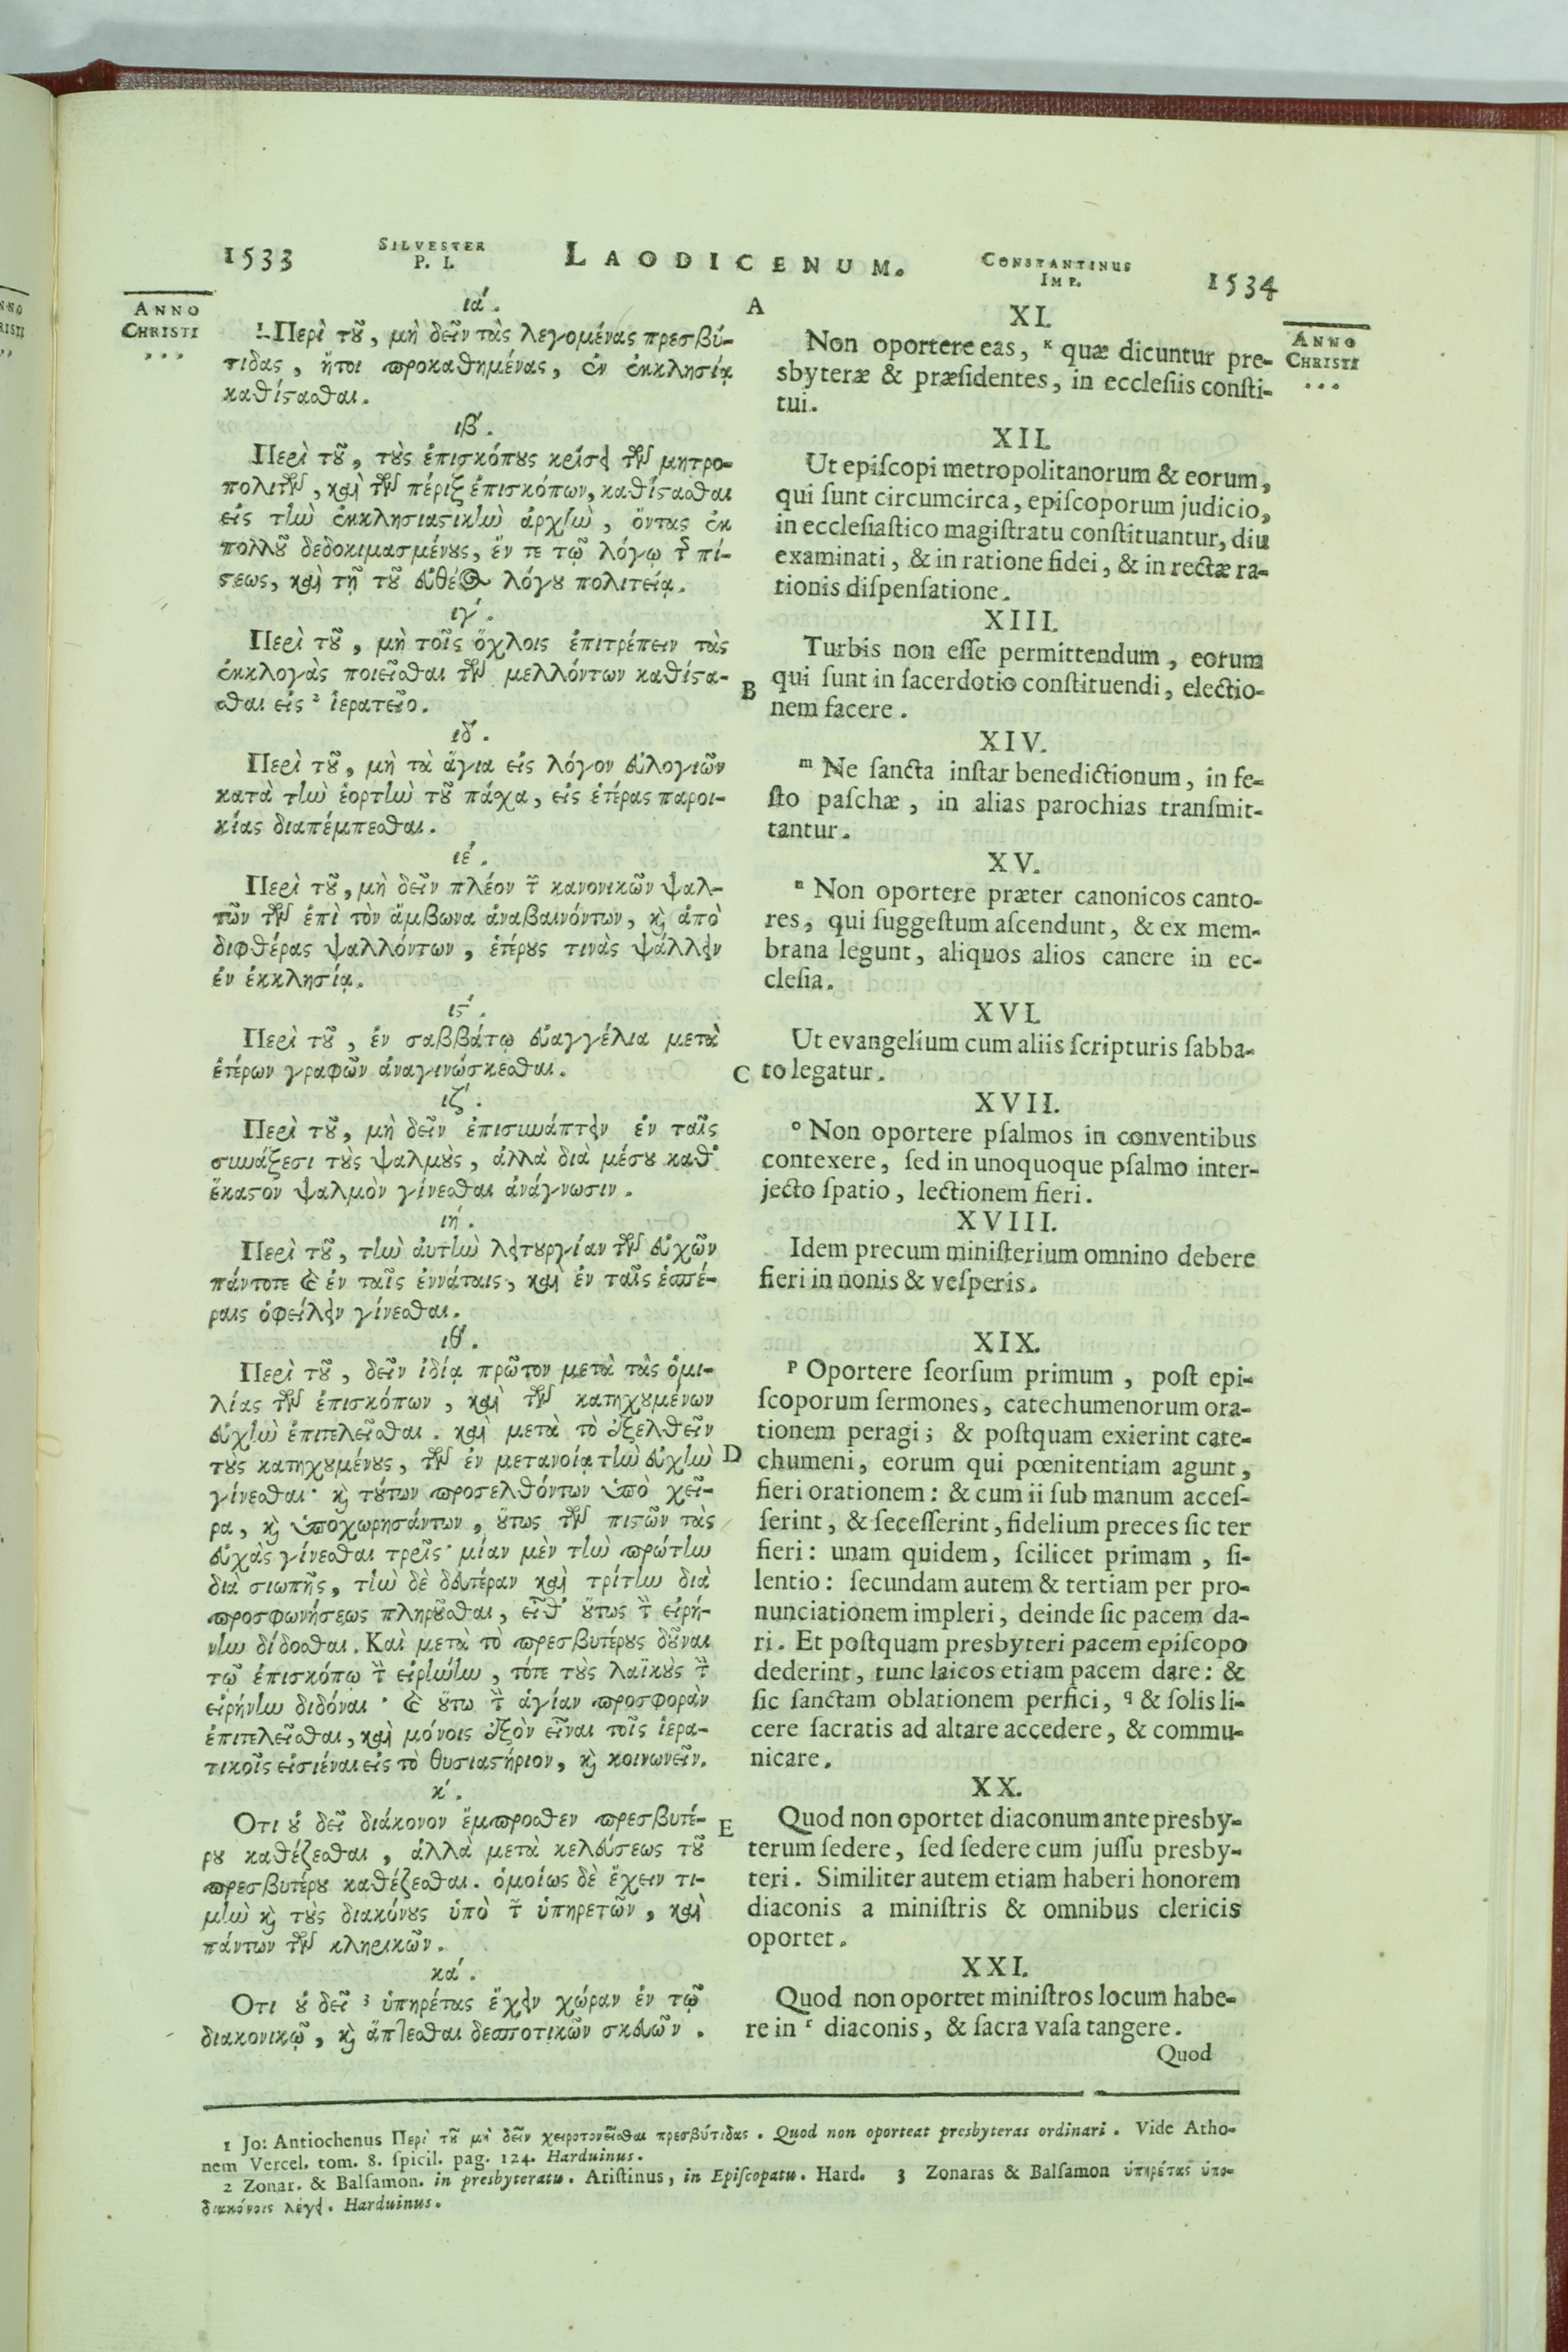 1533
SILVESTER
P. I.
LAODICENUM.
CONSTANTINUS
IMP.
1534
ANNO
CHRISTI
* * *
ια΄.
1 Περὶ τοῦ, μὴ δεῖν τὰς λεγομένας πρεσβύ-
τιδας, ἤτοι προκαθημένας, ἐν ἐκκλησίᾳ
καθίστασθαι.
ιβ΄.
Περὶ τοῦ, τοὺς ἐπισκόπους κρίσει τῶν μητρο-
πολιτῶν, καὶ τῶν πέριξ ἐπισκόπων, καθίστασθαι
εἰς τὴν ἐκκλησιαστικὴν ἀρχὴν, ὄντας ἐκ
πολλοῦ δεδοκιμασμένους, ἔν τε τῷ λόγῳ τῆς πί-
στεως, καὶ τῇ τοῦ εὐθέος λόγου πολιτείᾳ.
ιγ΄.
Περὶ τοῦ, μὴ τοῖς ὄχλοις ἐπιτρέπειν τὰς
ἐκκλογὰς ποιεῖσθαι τῶν μελλόντων καθίστα-
σθαι εἰς 2 ἱερατεῖον.
ιδ΄.
Περὶ τοῦ, μὴ τὰ ἅγια εἰς λόγον εὐλογιῶν
κατὰ τὴν ἑορτὴν τοῦ πάσχα, εἰς ἑτέρας παροι-
κίας διαπέμπεσθαι.
ιε΄.
Περὶ τοῦ, μὴ δεῖν πλέον τῶν κανονικῶν ψαλ-
τῶν τῶν ἐπὶ τὸν ἄμβωνα ἀναβαινόντων, καὶ ἀπὸ
διφθέρας ψαλλόντων, ἑτέρους τινὰς ψάλλειν
ἐν ἐκκλησίᾳ.
ις΄.
Περὶ τοῦ, ἐν σαββάτῳ εὐαγγέλια μετὰ
ἑτέρων γραφῶν ἀναγινώσκεσθαι.
ιζ΄.
Περὶ τοῦ, μὴ δεῖν ἐπισυνάπτειν ἐν ταῖς
συνάξεσι τοὺς ψαλμοὺς, ἀλλὰ διὰ μέσου καθ᾽
ἕκαστον ψαλμὸν γίνεσθαι ἀνάγνωσιν.
ιη΄.
Περὶ τοῦ, τὴν αὐτὴν λειτουργίαν τῶν εὐχῶν
πάντοτε καὶ ἐν ταῖς ἐννάταις, καὶ ἐν ταῖς ἑσπέ-
ραις ὀφείλειν γίνεσθαι.
ιθ΄.
Περὶ τοῦ, δεῖν ἰδίᾳ πρῶτον μετὰ τὰς ὁμι-
λίας τῶν ἐπισκόπων, καὶ τῶν κατηχουμένων
εὐχὴν ἐπιτελεῖσθαι. καὶ μετὰ τὸ ἐξελθεῖν
τοὺς κατηχουμένους, τῶν ἐν μετανοίᾳ τὴν εὐχὴν
γίνεσθαι· καὶ τούτων προσελθόντων ὑπὸ χεῖ-
ρα, καὶ ὑποχωρησάντων, οὕτως τῶν πιστῶν τὰς
εὐχὰς γίνεσθαι τρεῖς· μίαν μὲν τὴν πρώτην
διὰ σιωπῆς, τὴν δὲ δευτέραν καὶ τρίτην διὰ
προσφωνήσεως πληροῦσθαι, εἶθ᾽ οὕτως τὴν εἰρή-
νην δίδοσθαι. Καὶ μετὰ τὸ πρεσβυτέρους δοῦναι
τῷ ἐπισκόπῳ τὴν εἰρήνην, τότε τοὺς λαϊκοὺς τὴν
εἰρήνην διδόναι· καὶ οὕτω τὴν ἁγίαν προσφορὰν
ἐπιτελεῖσθαι, καὶ μόνοις ἐξὸν εἶναι τοῖς ἱερα-
τικοῖς εἰσιέναι εἰς τὸ θυσιαστήριον, καὶ κοινωνεῖν.
κ΄.
Οτι οὐ δεῖ διάκονον ἔμπροσθεν πρεσβυτέ-
ρου καθέζεσθαι, ἀλλὰ μετὰ κελεύσεως τοῦ
πρεσβυτέρου καθέζεσθαι. ὁμοίως δὲ ἔχειν τι-
μὴν καὶ τοὺς διακόνους ὑπὸ τῶν ὑπηρετῶν, καὶ
πάντων τῶν κληρικῶν.
κα΄.
Οτι οὐ δεῖ 3 ὑπηρέτας ἔχειν χώραν ἐν τῷ
διακονικῷ, καὶ ἅπτεσθαι δεσποτικῶν σκευῶν.
A
B
C
D
E
XI.
Non oportere eas, κ quæ dicuntur pre-
sbyteræ & præsidentes, in ecclesiis consti-
tui.
XII.
Ut episcopi metropolitanorum & eorum,
qui sunt circumcirca, episcoporum judicio,
in ecclesiastico magistratu constituantur, diu
examinati, & in ratione fidei, & in rectæ ra-
tionis dispensatione.
XIII.
Turbis non esse permittendum, eorum
qui sunt in sacerdotio constituendi, electio-
nem facere.
XIV.
m Ne sancta instar benedictionum, in fe-
sto paschæ, in alias parochias transmit-
tantur.
XV.
n Non oportere præter canonicos canto-
res, qui suggestum ascendunt, & ex mem-
brana legunt, aliquos alios canere in ec-
clesia.
XVI.
Ut evangelium cum aliis scripturis sabba-
to legatur.
XVII.
o Non oportere psalmos in conventibus
contexere, sed in unoquoque psalmo inter-
jecto spatio, lectionem fieri.
XVIII.
Idem precum ministerium omnino debere
fieri in nonis & vesperis.
XIX.
p Oportere seorsum primum, post epi-
scoporum sermones, catechumenorum ora-
tionem peragi; & postquam exierint cate-
chumeni, eorum qui pœnitentiam agunt,
fieri orationem: & cum ii sub manum acces-
serint, & secesserint, fidelium preces sic ter
fieri: unam quidem, scilicet primam, si-
lentio: secundam autem & tertiam per pro-
nunciationem impleri, deinde sic pacem da-
ri. Et postquam presbyteri pacem episcopo
dederint, tunc laicos etiam pacem dare: &
sic sanctam oblationem perfici, q & solis li-
cere sacratis ad altare accedere, & commu-
nicare.
XX.
Quod non oportet diaconum ante presby-
terum sedere, sed sedere cum jussu presby-
teri. Similiter autem etiam haberi honorem
diaconis a ministris & omnibus clericis
oportet.
XXI.
Quod non oportet ministros locum habe-
re in r diaconis, & sacra vasa tangere.
Quod
ANNO
CHRISTI
* * *
1 Jo: Antiochenus Περὶ τοῦ μὴ δεῖν χειροτονεῖσθαι πρεσβύτιδας. Quod non oporteat presbyteras ordinari. Vide Atho-
nem Vercel. tom. 8. spicil. pag. 124. Harduinus.
2 Zonar. & Balsamon. in presbyteratu. Aristinus, in Episcopatu. Hard. 3 Zonaras & Balsamon ὑπηρέτας ὑπο-
διακόνοις λέγει. Harduinus.